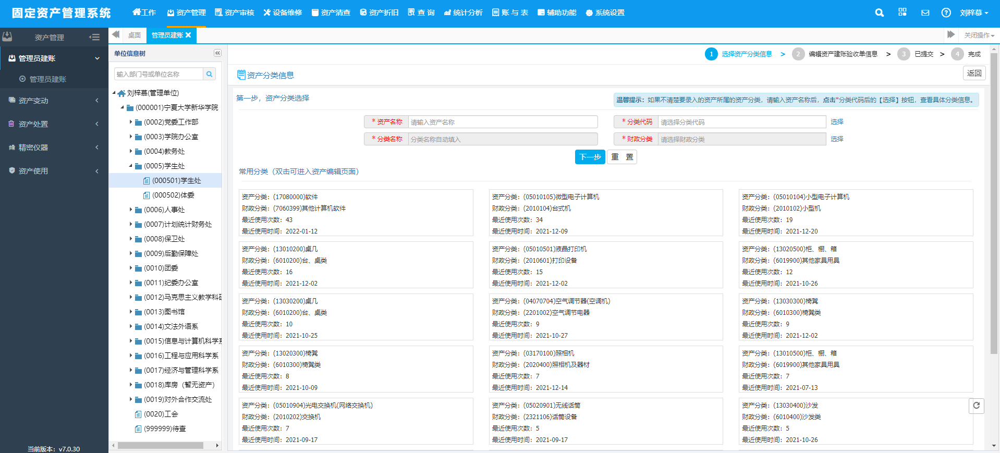 固定资产管理系统
工作 资产管理 资产审核 设备维修 资产清查 资产折旧 查 询 统计分析 账 与 表 辅助功能 系统设置
刘梓慕
资产管理
桌面 管理员建账
关闭操作
管理员建账
管理员建账
资产变动
资产处置
精密仪器
资产使用
当前版本：v7.0.30
单位信息树
输入部门号或单位名称
刘梓慕(管理单位)
(000001)宁夏大学新华学院
(0002)党委工作部
(0003)学院办公室
(0004)教务处
(0005)学生处
(000501)学生处
(000502)体委
(0006)人事处
(0007)计划统计财务处
(0008)保卫处
(0009)后勤保障处
(0010)团委
(0011)纪委办公室
(0012)马克思主义教学科
(0013)图书馆
(0014)文法外语系
(0015)信息与计算机科学
(0016)工程与应用科学系
(0017)经济与管理科学系
(0018)库房（暂无资产）
(0019)对外合作交流处
(0020)工会
(999999)待查
1 选择资产分类信息 > 2 编辑资产建账验收单信息 > 3 已提交 > 4 完成
资产分类信息
返回
第一步，资产分类选择
温馨提示：如果不清楚要录入的资产所属的资产分类，请输入资产名称后，点击*分类代码后的【选择】按钮，查看具体分类信息。
* 资产名称 请输入资产名称
* 分类代码 请选择分类代码 选择
* 分类名称 分类名称自动填入
* 财政分类 请选择财政分类 选择
下一步 重 置
常用分类（双击可进入资产编辑页面）
资产分类：(17080000)软件
财政分类：(7060399)其他计算机软件
最近使用次数：43
最近使用时间：2022-01-12
资产分类：(05010105)微型电子计算机
财政分类：(2010104)台式机
最近使用次数：34
最近使用时间：2021-12-09
资产分类：(05010104)小型电子计算机
财政分类：(2010102)小型机
最近使用次数：19
最近使用时间：2021-12-20
资产分类：(13010200)桌几
财政分类：(6010200)台、桌类
最近使用次数：16
最近使用时间：2021-12-02
资产分类：(05010501)液晶打印机
财政分类：(2010601)打印设备
最近使用次数：15
最近使用时间：2021-12-02
资产分类：(13020500)柜、橱、箱
财政分类：(6019900)其他家具用具
最近使用次数：12
最近使用时间：2021-10-26
资产分类：(13030200)桌几
财政分类：(6010200)台、桌类
最近使用次数：10
最近使用时间：2021-10-25
资产分类：(04070704)空气调节器(空调机)
财政分类：(2201002)空气调节电器
最近使用次数：9
最近使用时间：2021-10-27
资产分类：(13030300)椅凳
财政分类：(6010300)椅凳类
最近使用次数：9
最近使用时间：2021-12-02
资产分类：(13020300)椅凳
财政分类：(6010300)椅凳类
最近使用次数：8
最近使用时间：2021-10-09
资产分类：(03170100)照相机
财政分类：(2020400)照相机及器材
最近使用次数：7
最近使用时间：2021-12-14
资产分类：(13010500)柜、橱、箱
财政分类：(6019900)其他家具用具
最近使用次数：7
最近使用时间：2021-07-13
资产分类：(05010904)光电交换机(网络交换机)
财政分类：(2010202)交换机
最近使用次数：7
最近使用时间：2021-09-17
资产分类：(05020901)无线话筒
财政分类：(2321106)话筒设备
最近使用次数：5
最近使用时间：2021-09-17
资产分类：(13030400)沙发
财政分类：(6010400)沙发类
最近使用次数：5
最近使用时间：2021-10-26